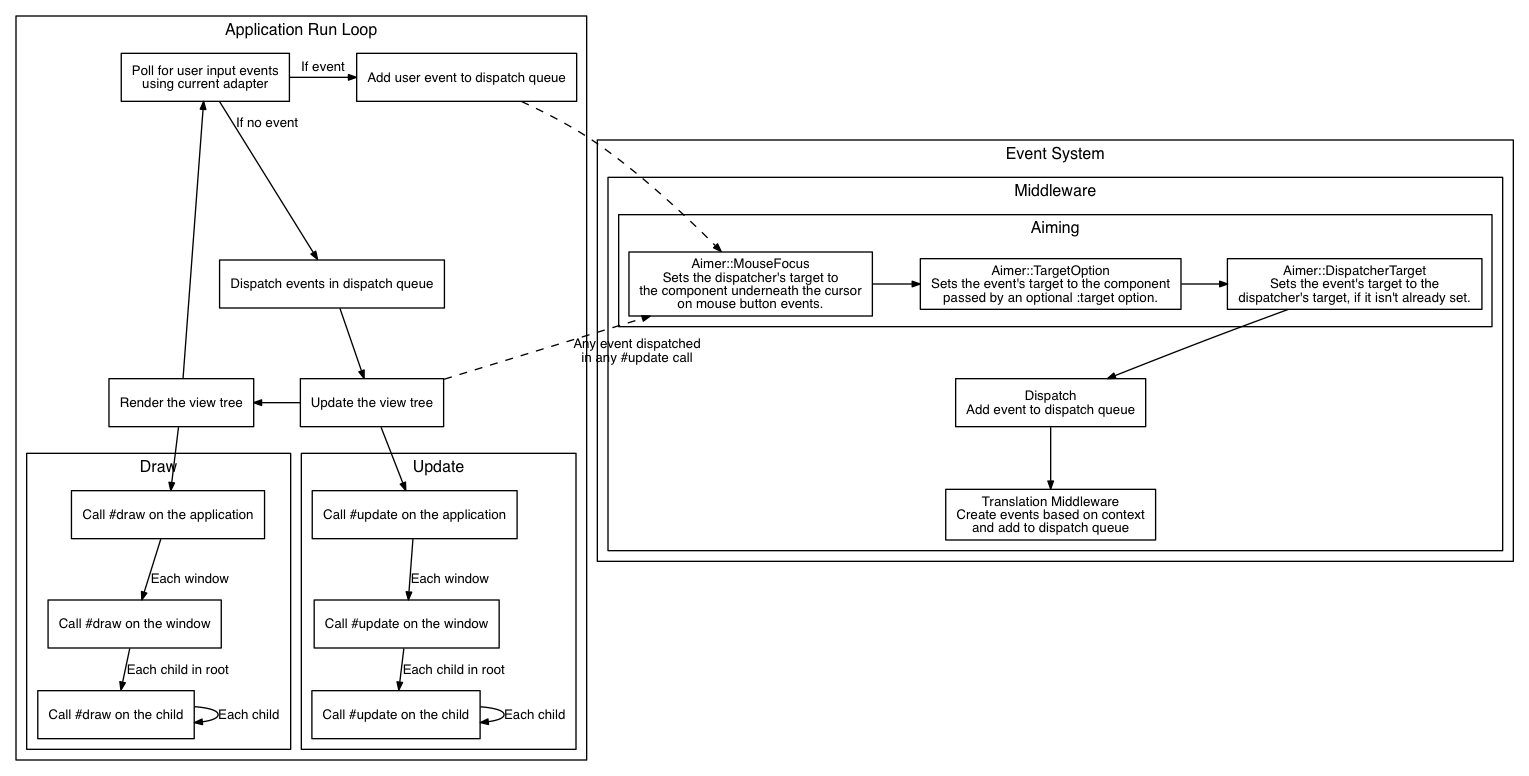 Application Run Loop
Poll for user input events
using current adapter
If event
Add user event to dispatch queue
If no event
Dispatch events in dispatch queue
Render the view tree
Update the view tree
Any event dispatched
in any #update call
Draw
Call #draw on the application
Each window
Call #draw on the window
Each child in root
Call #draw on the child
Each child
Update
Call #update on the application
Each window
Call #update on the window
Each child in root
Call #update on the child
Each child
Event System
Middleware
Aiming
Aimer::MouseFocus
Sets the dispatcher's target to
the component underneath the cursor
on mouse button events.
Aimer::TargetOption
Sets the event's target to the component
passed by an optional :target option.
Aimer::DispatcherTarget
Sets the event's target to the
dispatcher's target, if it isn't already set.
Dispatch
Add event to dispatch queue
Translation Middleware
Create events based on context
and add to dispatch queue